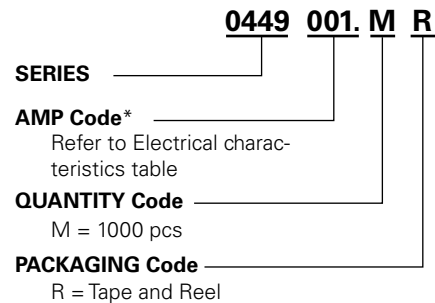 0449 001. M R
SERIES
AMP Code*
Refer to Electrical charac-
teristics table
QUANTITY Code
M = 1000 pcs
PACKAGING Code
R = Tape and Reel